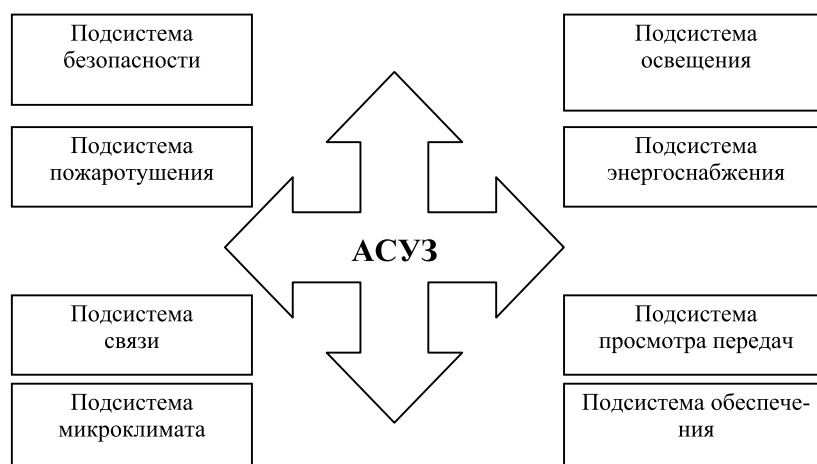 Подсистема
безопасности
Подсистема
освещения
Подсистема
пожаротушения
Подсистема
энергоснабжения
АСУЗ
Подсистема
связи
Подсистема
просмотра передач
Подсистема
микроклимата
Подсистема обеспече-
ния